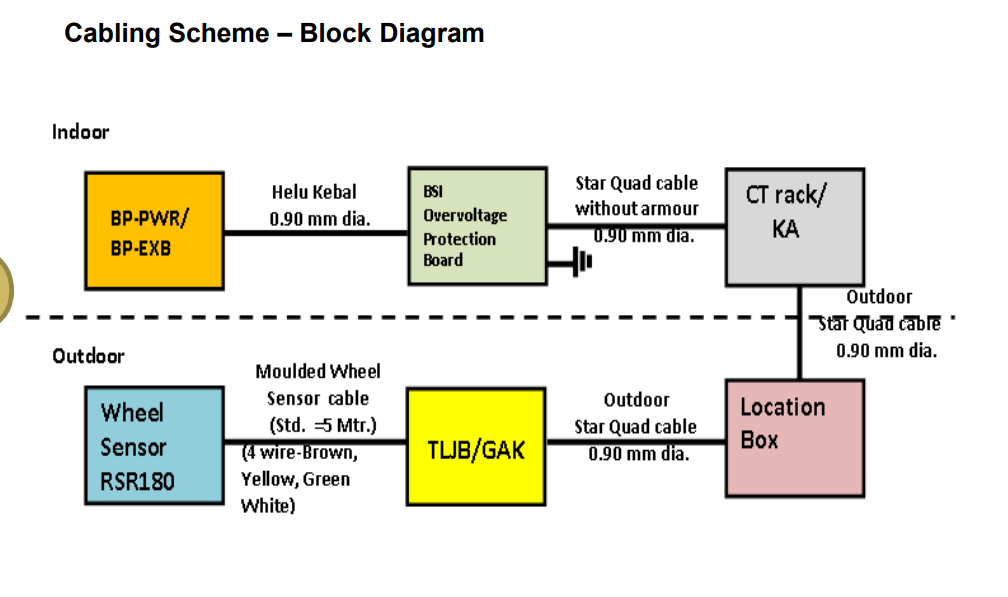 Cabling Scheme – Block Diagram
Indoor
BP-PWR/
BP-EXB
Helu Kebal
0.90 mm dia.
BSI
Overvoltage
Protection
Board
Star Quad cable
without armour
0.90 mm dia.
CT rack/
KA
Outdoor
Star Quad cable
0.90 mm dia.
Outdoor
Wheel
Sensor
RSR180
Moulded Wheel
Sensor cable
(Std. =5 Mtr.)
(4 wire-Brown,
Yellow, Green
White)
TLJB/GAK
Outdoor
Star Quad cable
0.90 mm dia.
Location
Box